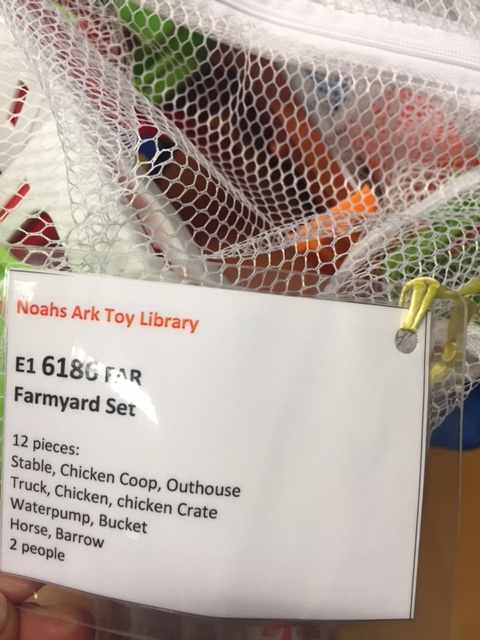 Noahs Ark Toy Library
E1 6186 FAR
Farmyard Set
12 pieces:
Stable, Chicken Coop, Outhouse
Truck, Chicken, chicken Crate
Waterpump, Bucket
Horse, Barrow
2 people